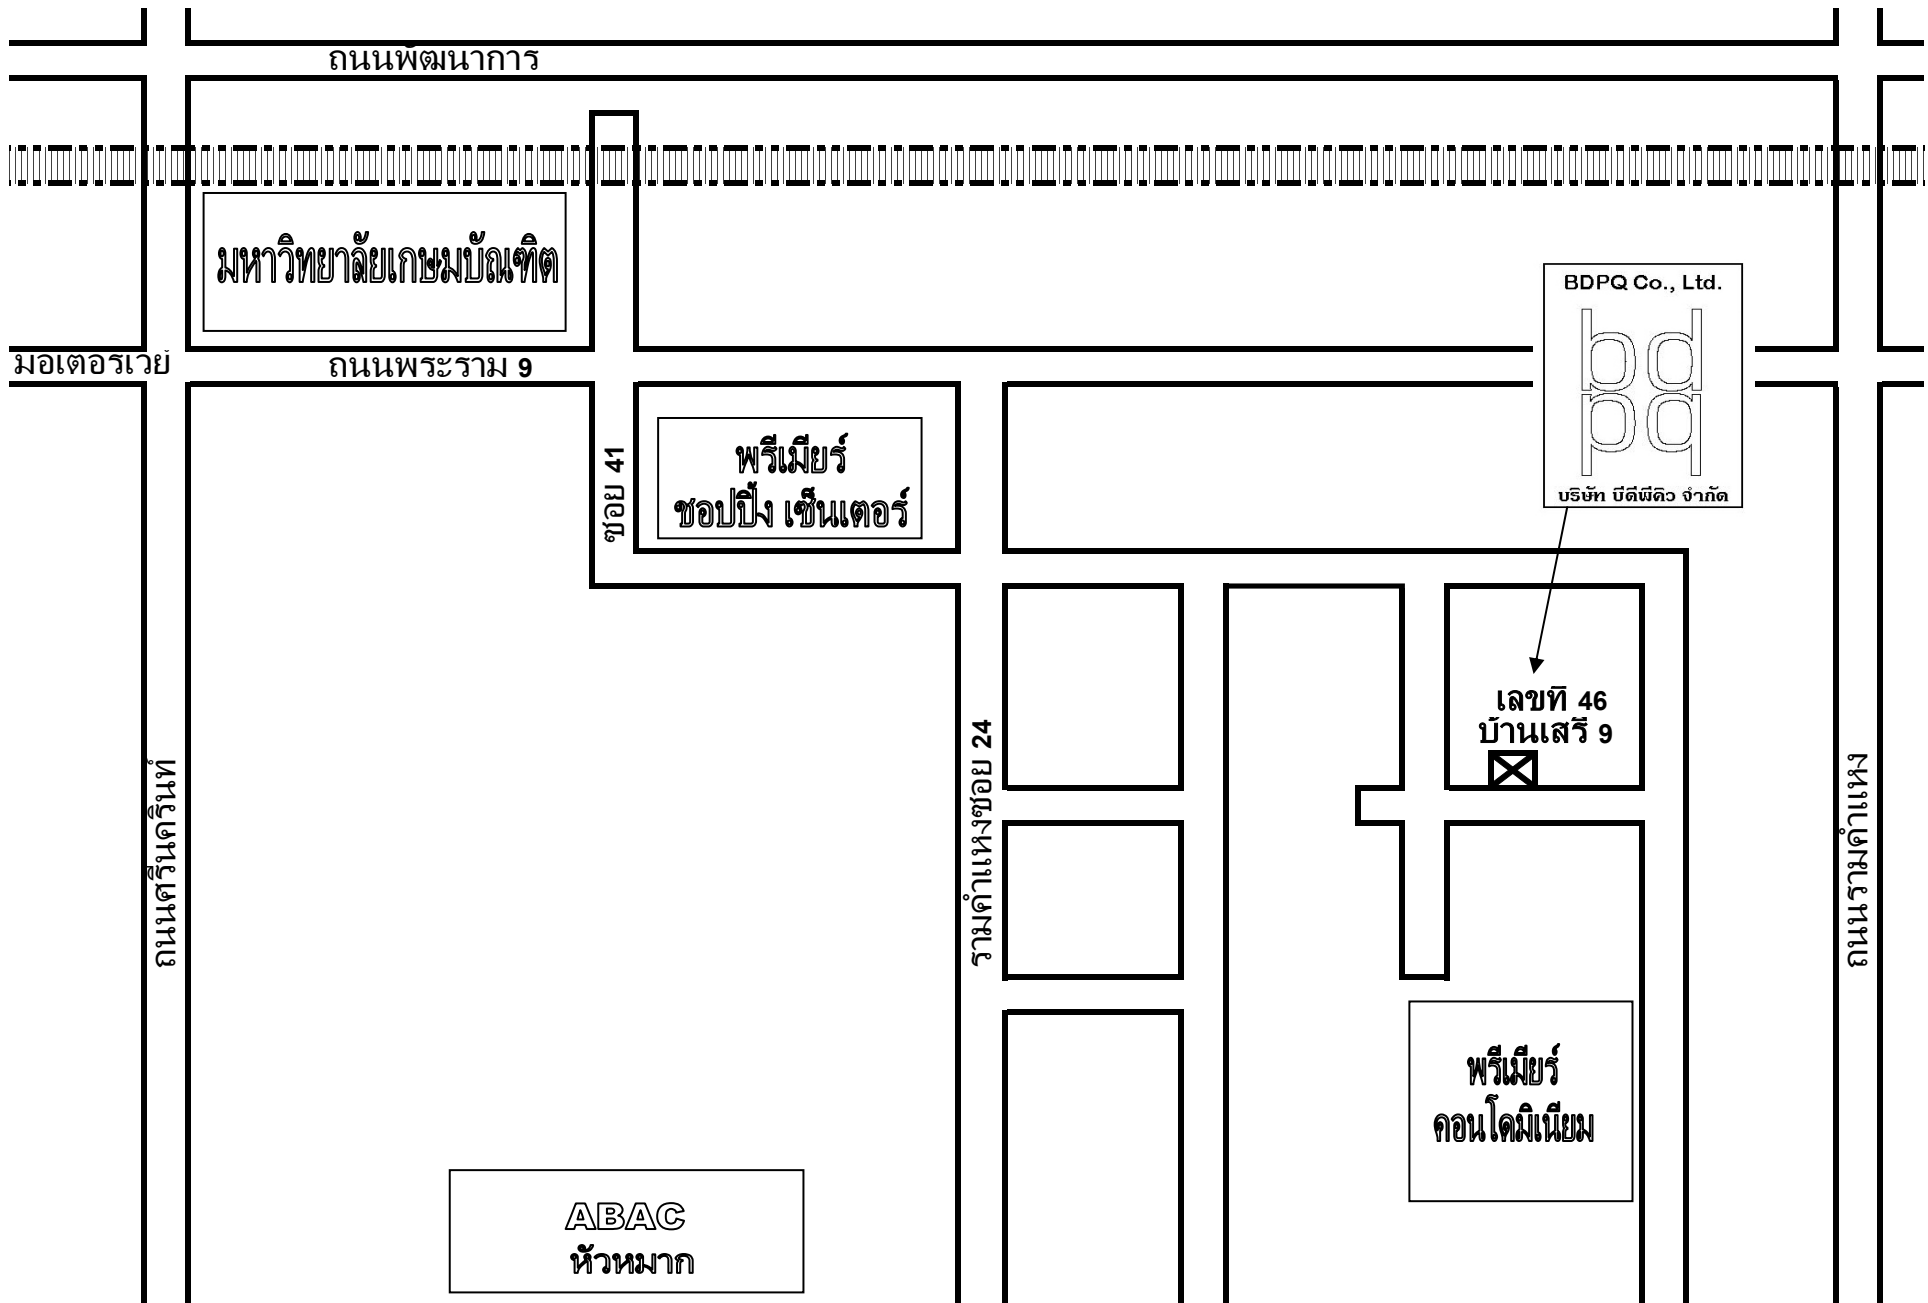 ถนนพัฒนาการ
มหาวิทยาลัยเกษมบัณฑิต
BDPQ Co., Ltd.
bd
pq
บริษัท บีดีพีคิว จำกัด
มอเตอรเวย์
ถนนพระราม 9
ซอย 41
พรีเมียร์
ชอปปิ้ง เซ็นเตอร์
เลขที่ 46
บ้านเสรี 9
ถนนศรีนครินท์
รามคำแหงซอย 24
ถนนรามคำแหง
พรีเมียร์
คอนโดมิเนียม
ABAC
หัวหมาก